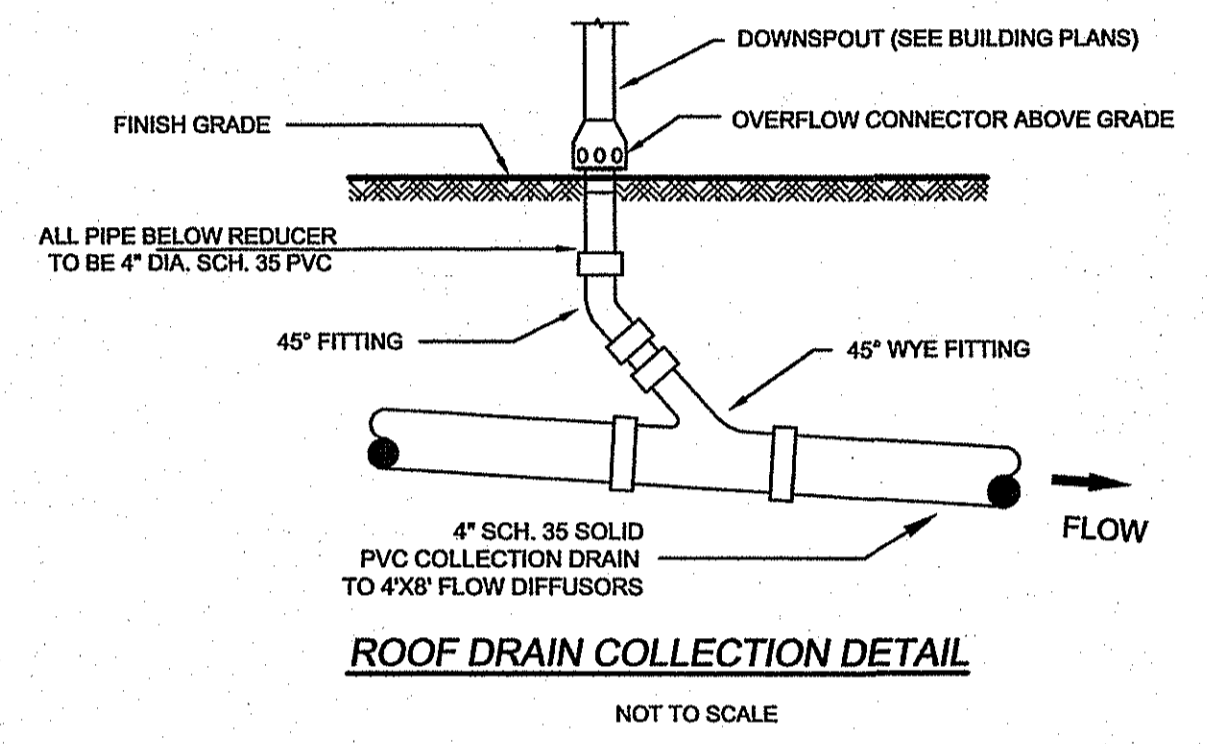 DOWNSPOUT (SEE BUILDING PLANS)
FINISH GRADE
OVERFLOW CONNECTOR ABOVE GRADE
ALL PIPE BELOW REDUCER
TO BE 4" DIA. SCH. 35 PVC
45° FITTING
45° WYE FITTING
4" SCH. 35 SOLID
PVC COLLECTION DRAIN
TO 4'X8' FLOW DIFFUSORS
FLOW
ROOF DRAIN COLLECTION DETAIL
NOT TO SCALE